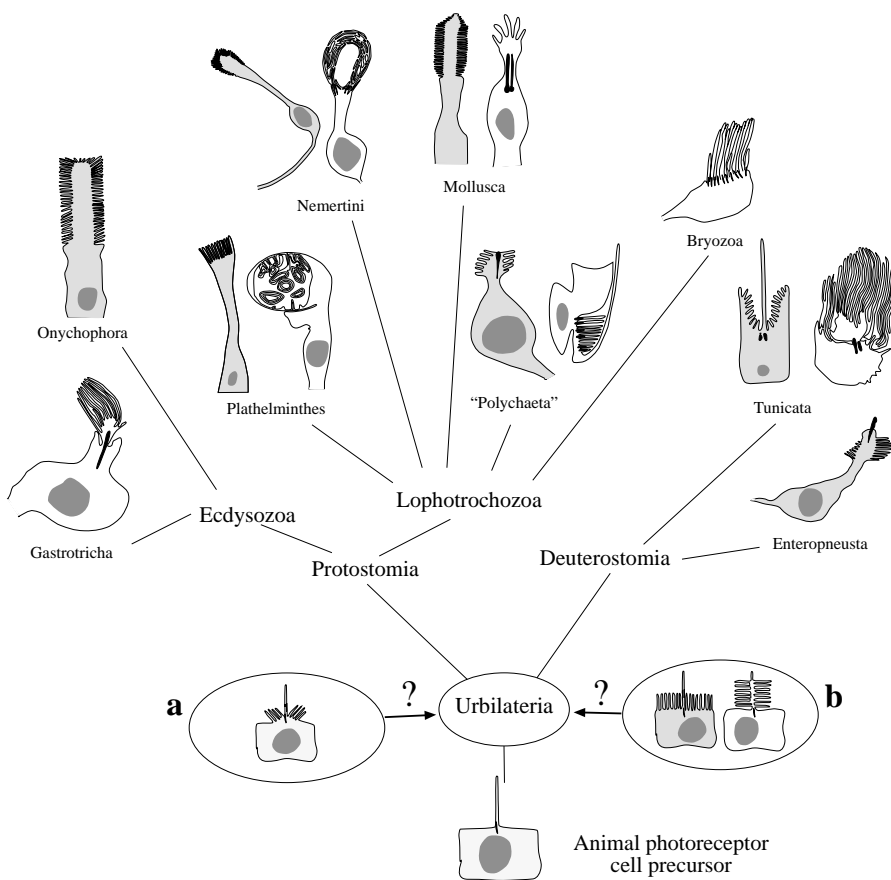 Nemertini
Mollusca
Bryozoa
Onychophora
Plathelminthes
“Polychaeta”
Tunicata
Gastrotricha
Ecdysozoa
Lophotrochozoa
Enteropneusta
Protostomia
Deuterostomia
a
?
Urbilateria
?
b
Animal photoreceptor
cell precursor